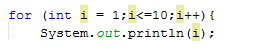 for (int i = 1;i<=10;i++){
System.out.println(i);